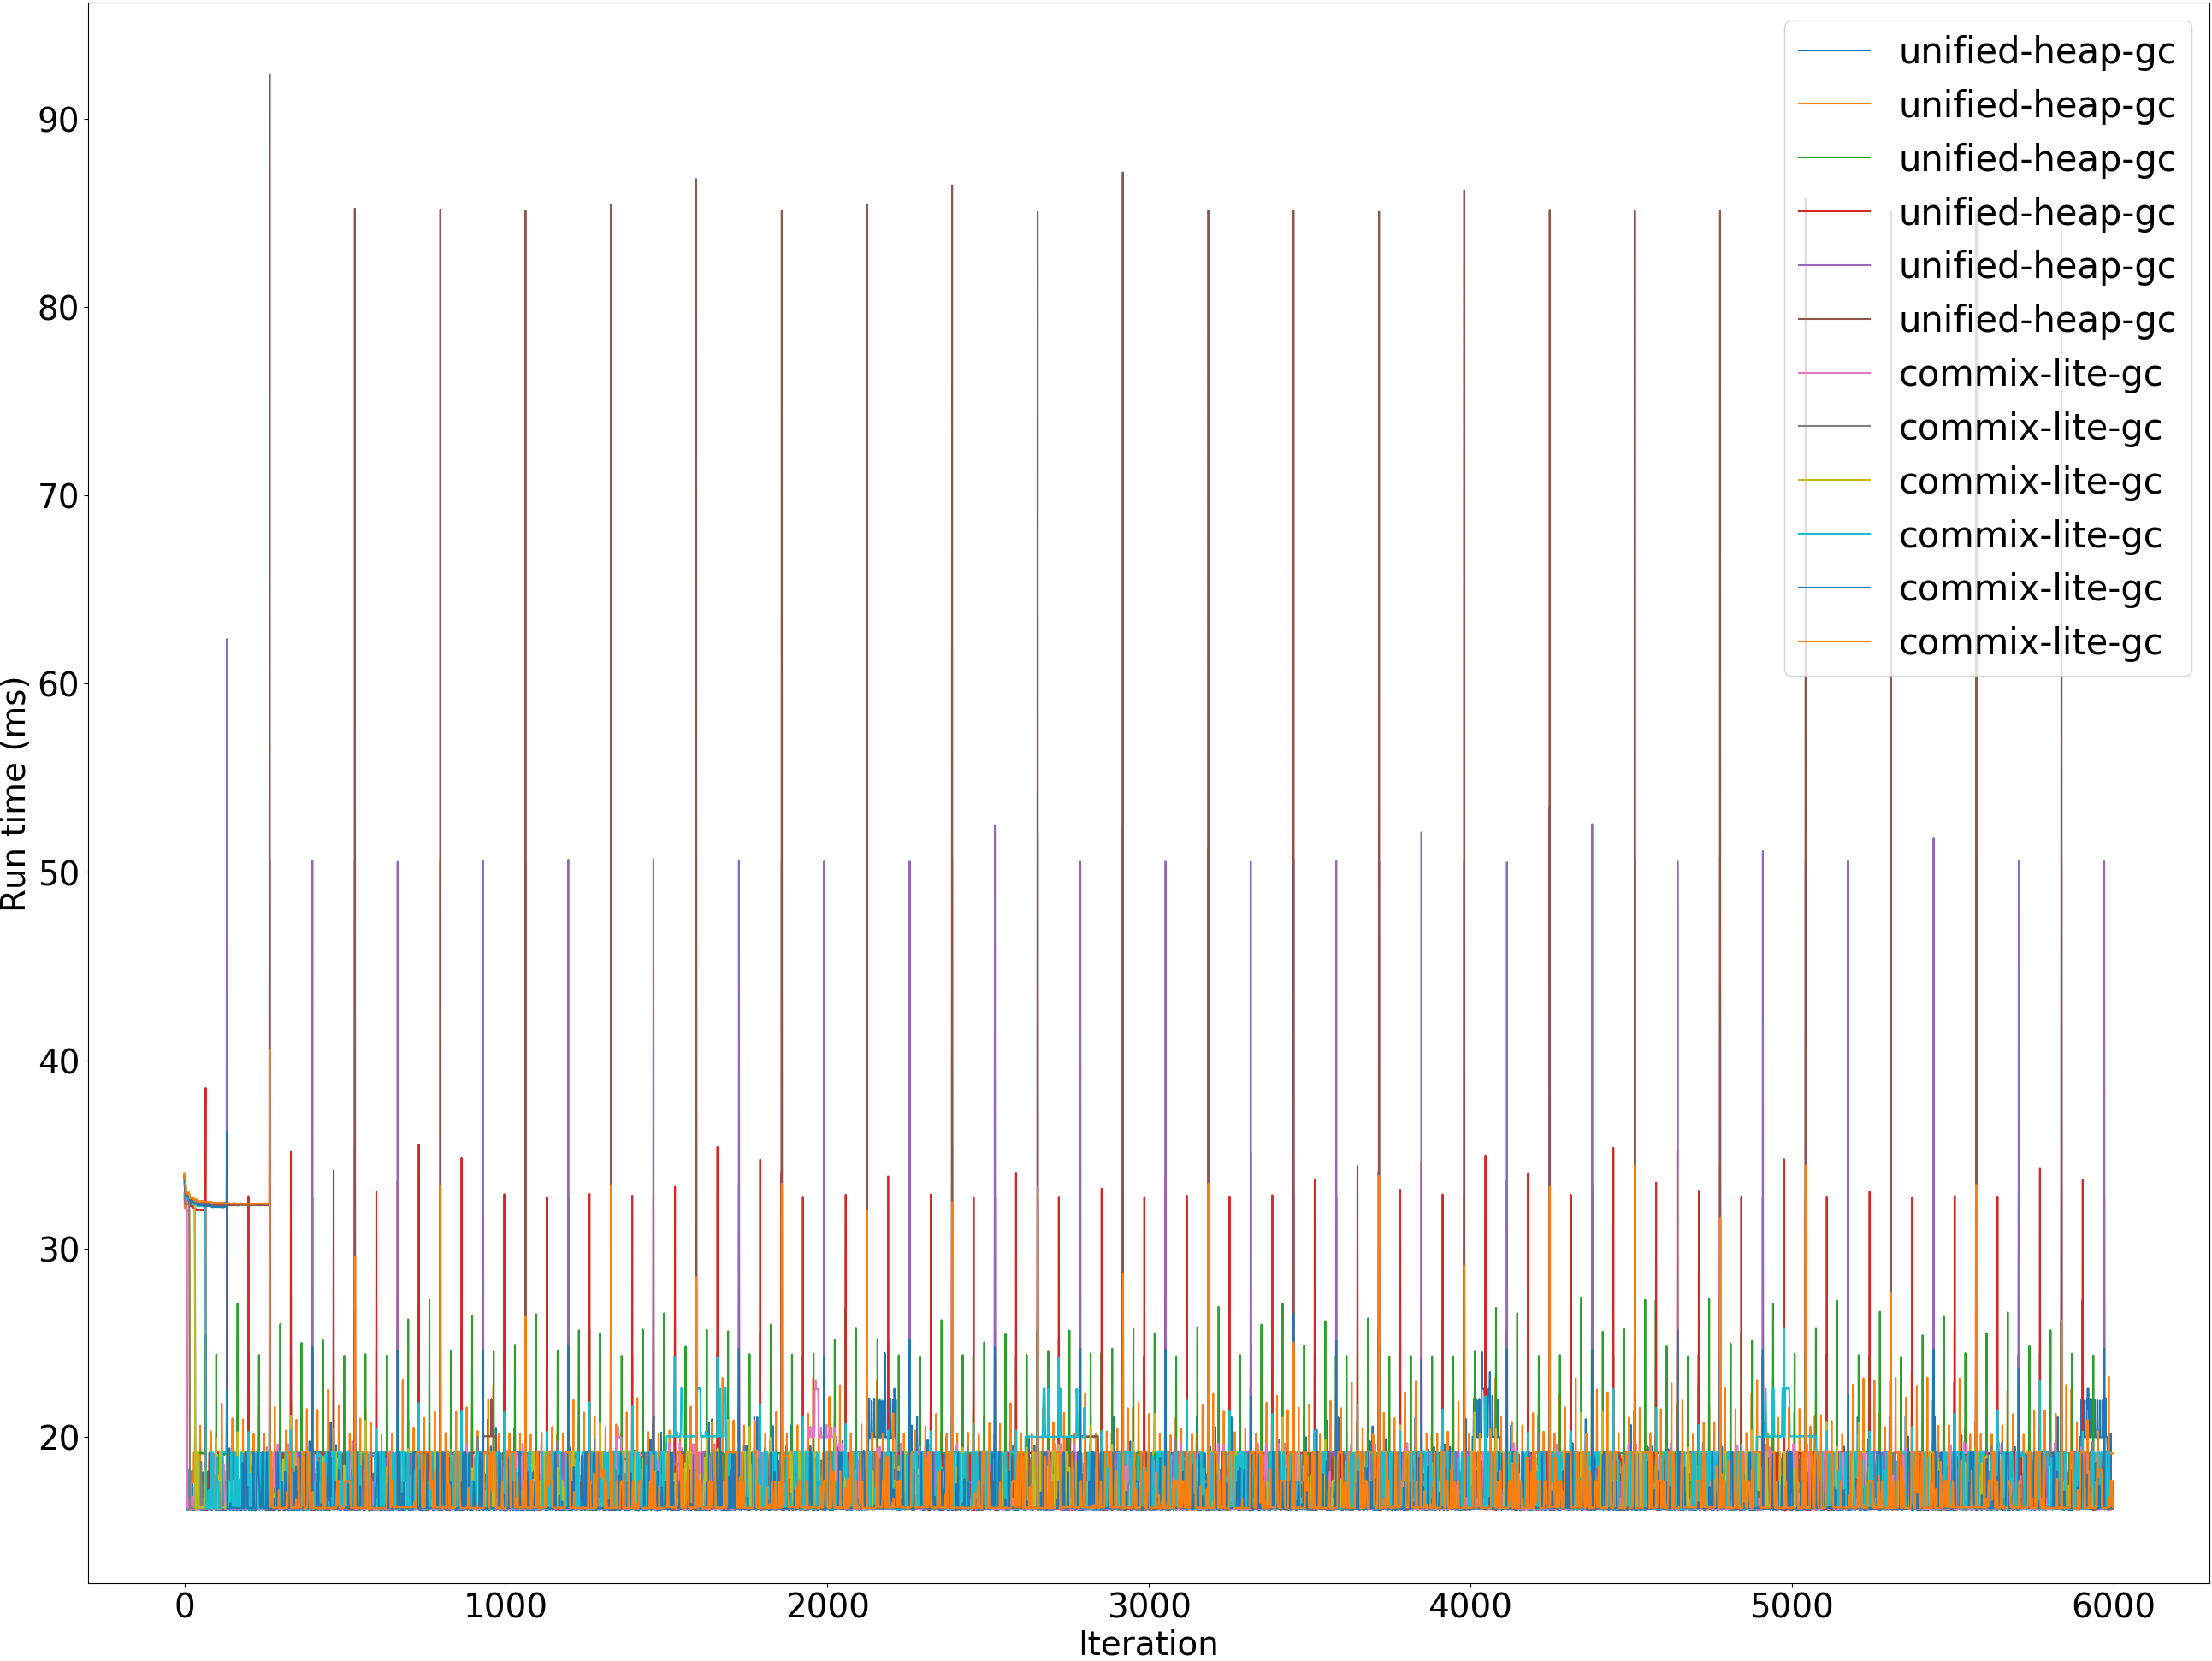 unified-heap-gc
unified-heap-gc
unified-heap-gc
unified-heap-gc
unified-heap-gc
unified-heap-gc
commix-lite-gc
commix-lite-gc
commix-lite-gc
commix-lite-gc
commix-lite-gc
commix-lite-gc
90
80
70
60
50
40
30
20
Run time (ms)
0 1000 2000 3000 4000 5000 6000
Iteration